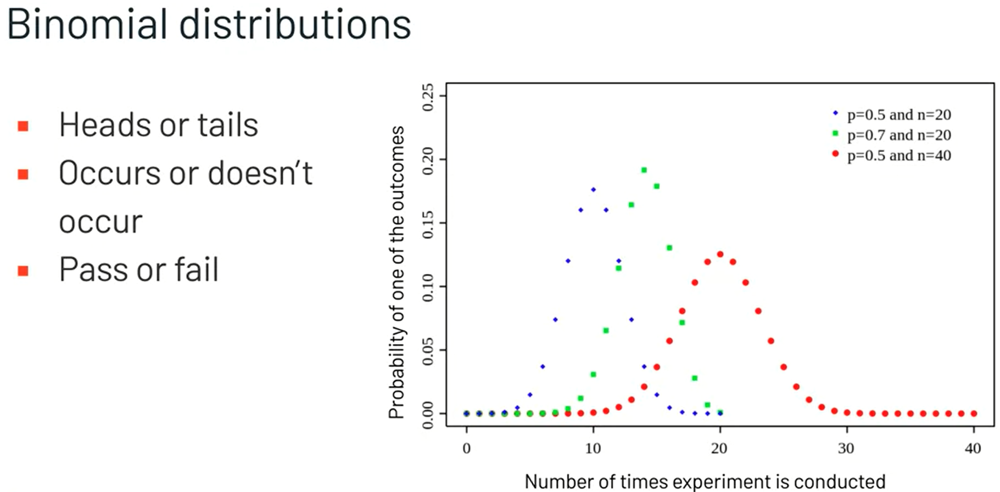 Binomial distributions
Heads or tails
Occurs or doesn’t
occur
Pass or fail
Probability of one of the outcomes
0.25
0.20
0.15
0.10
0.05
0.00
p=0.5 and n=20
p=0.7 and n=20
p=0.5 and n=40
0 10 20 30 40
Number of times experiment is conducted